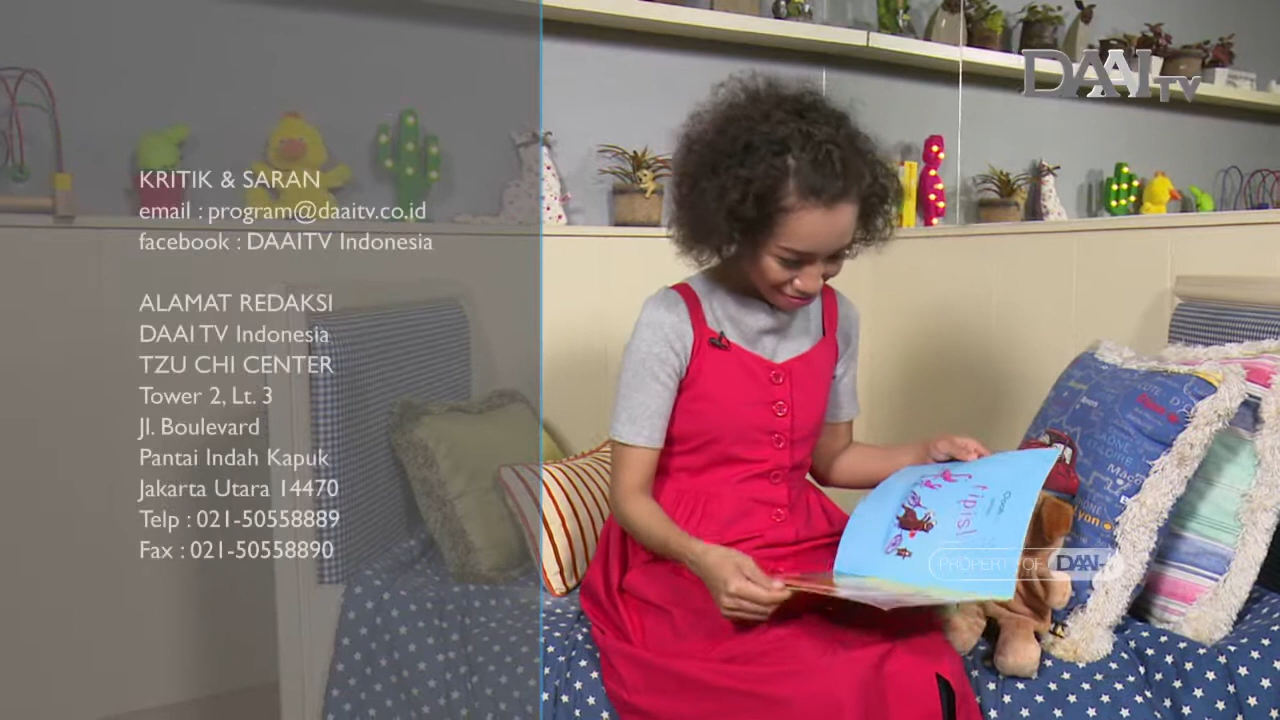 DAAI TV
KRITIK & SARAN
email : program@daaitv.co.id
facebook : DAAITV Indonesia
ALAMAT REDAKSI
DAAI TV Indonesia
TZU CHI CENTER
Tower 2, Lt. 3
Jl. Boulevard
Pantai Indah Kapuk
Jakarta Utara 14470
Telp : 021-50558889
Fax : 021-50558890
PROPERTY OF DAAI